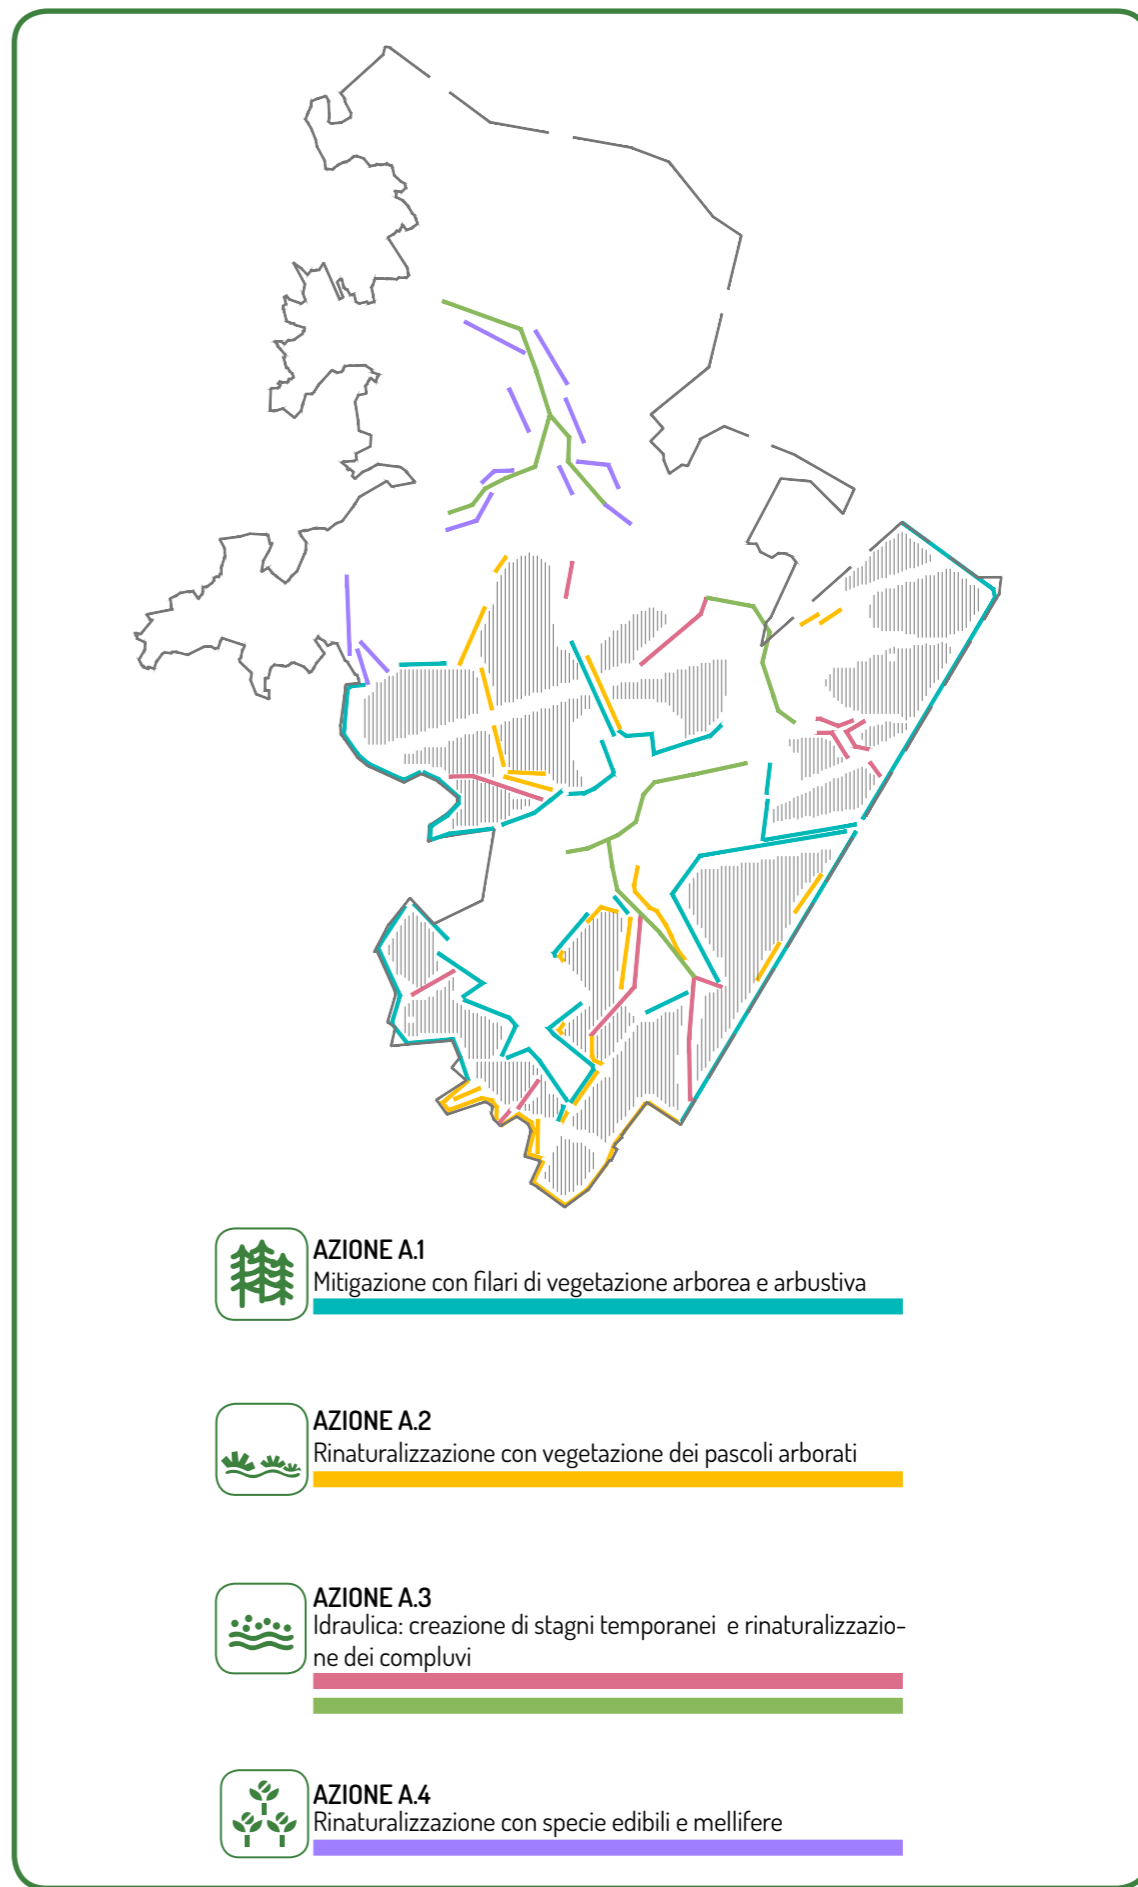 AZIONE A.1
Mitigazione con filari di vegetazione arborea e arbustiva
AZIONE A.2
Rinaturalizzazione con vegetazione dei pascoli arborati
AZIONE A.3
Idraulica: creazione di stagni temporanei e rinaturalizzazio-
ne dei compluvi
AZIONE A.4
Rinaturalizzazione con specie edibili e mellifere